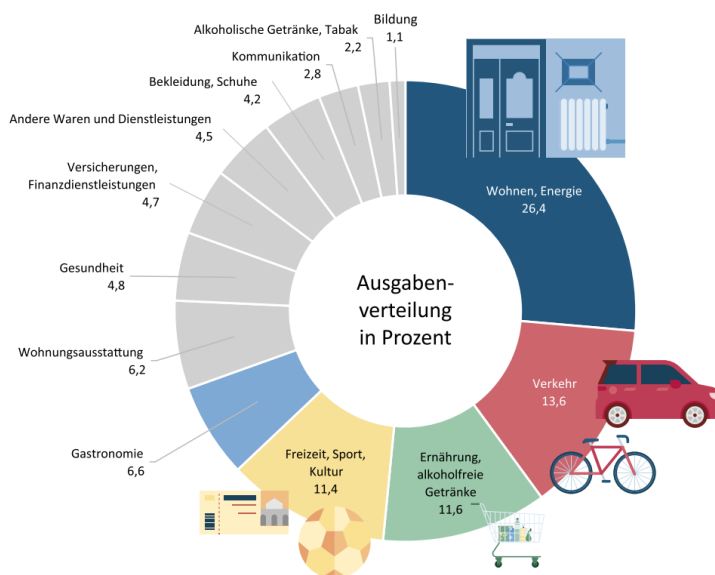 Ausgaben-
verteilung
in Prozent
Wohnen, Energie
26,4
Verkehr
13,6
Ernährung,
alkoholfreie
Getränke
11,6
Freizeit, Sport,
Kultur
11,4
Gastronomie
6,6
Wohnungsausstattung
6,2
Gesundheit
4,8
Versicherungen,
Finanzdienstleistungen
4,7
Andere Waren und Dienstleistungen
4,5
Bekleidung, Schuhe
4,2
Kommunikation
2,8
Alkoholische Getränke, Tabak
2,2
Bildung
1,1